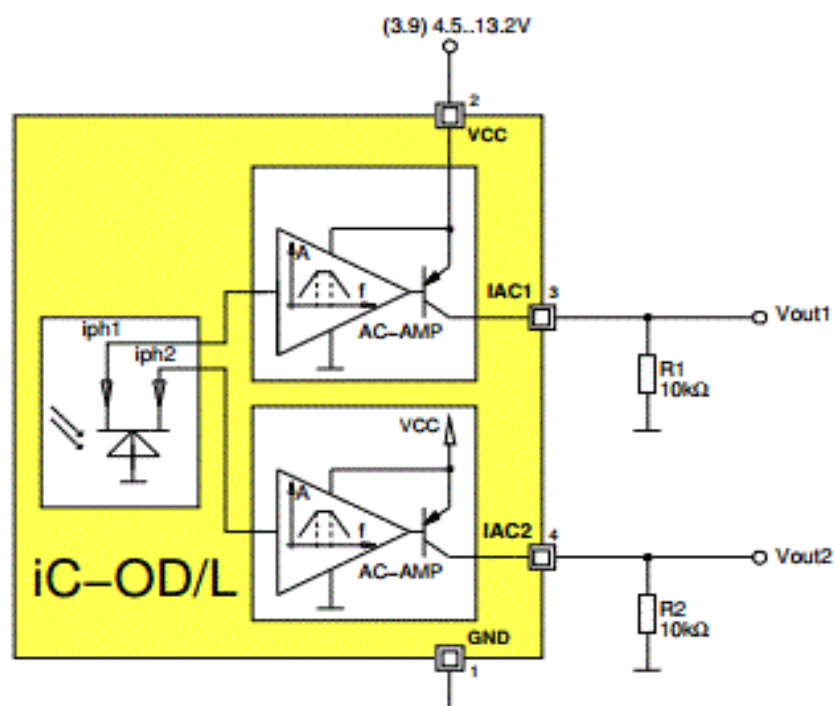 (3.9) 4.5..13.2V
2
VCC
A
f
AC-AMP
IAC1
3
Vout1
R1
10kΩ
iph1
iph2
VCC
A
f
AC-AMP
IAC2
4
Vout2
R2
10kΩ
iC-OD/L
GND
1